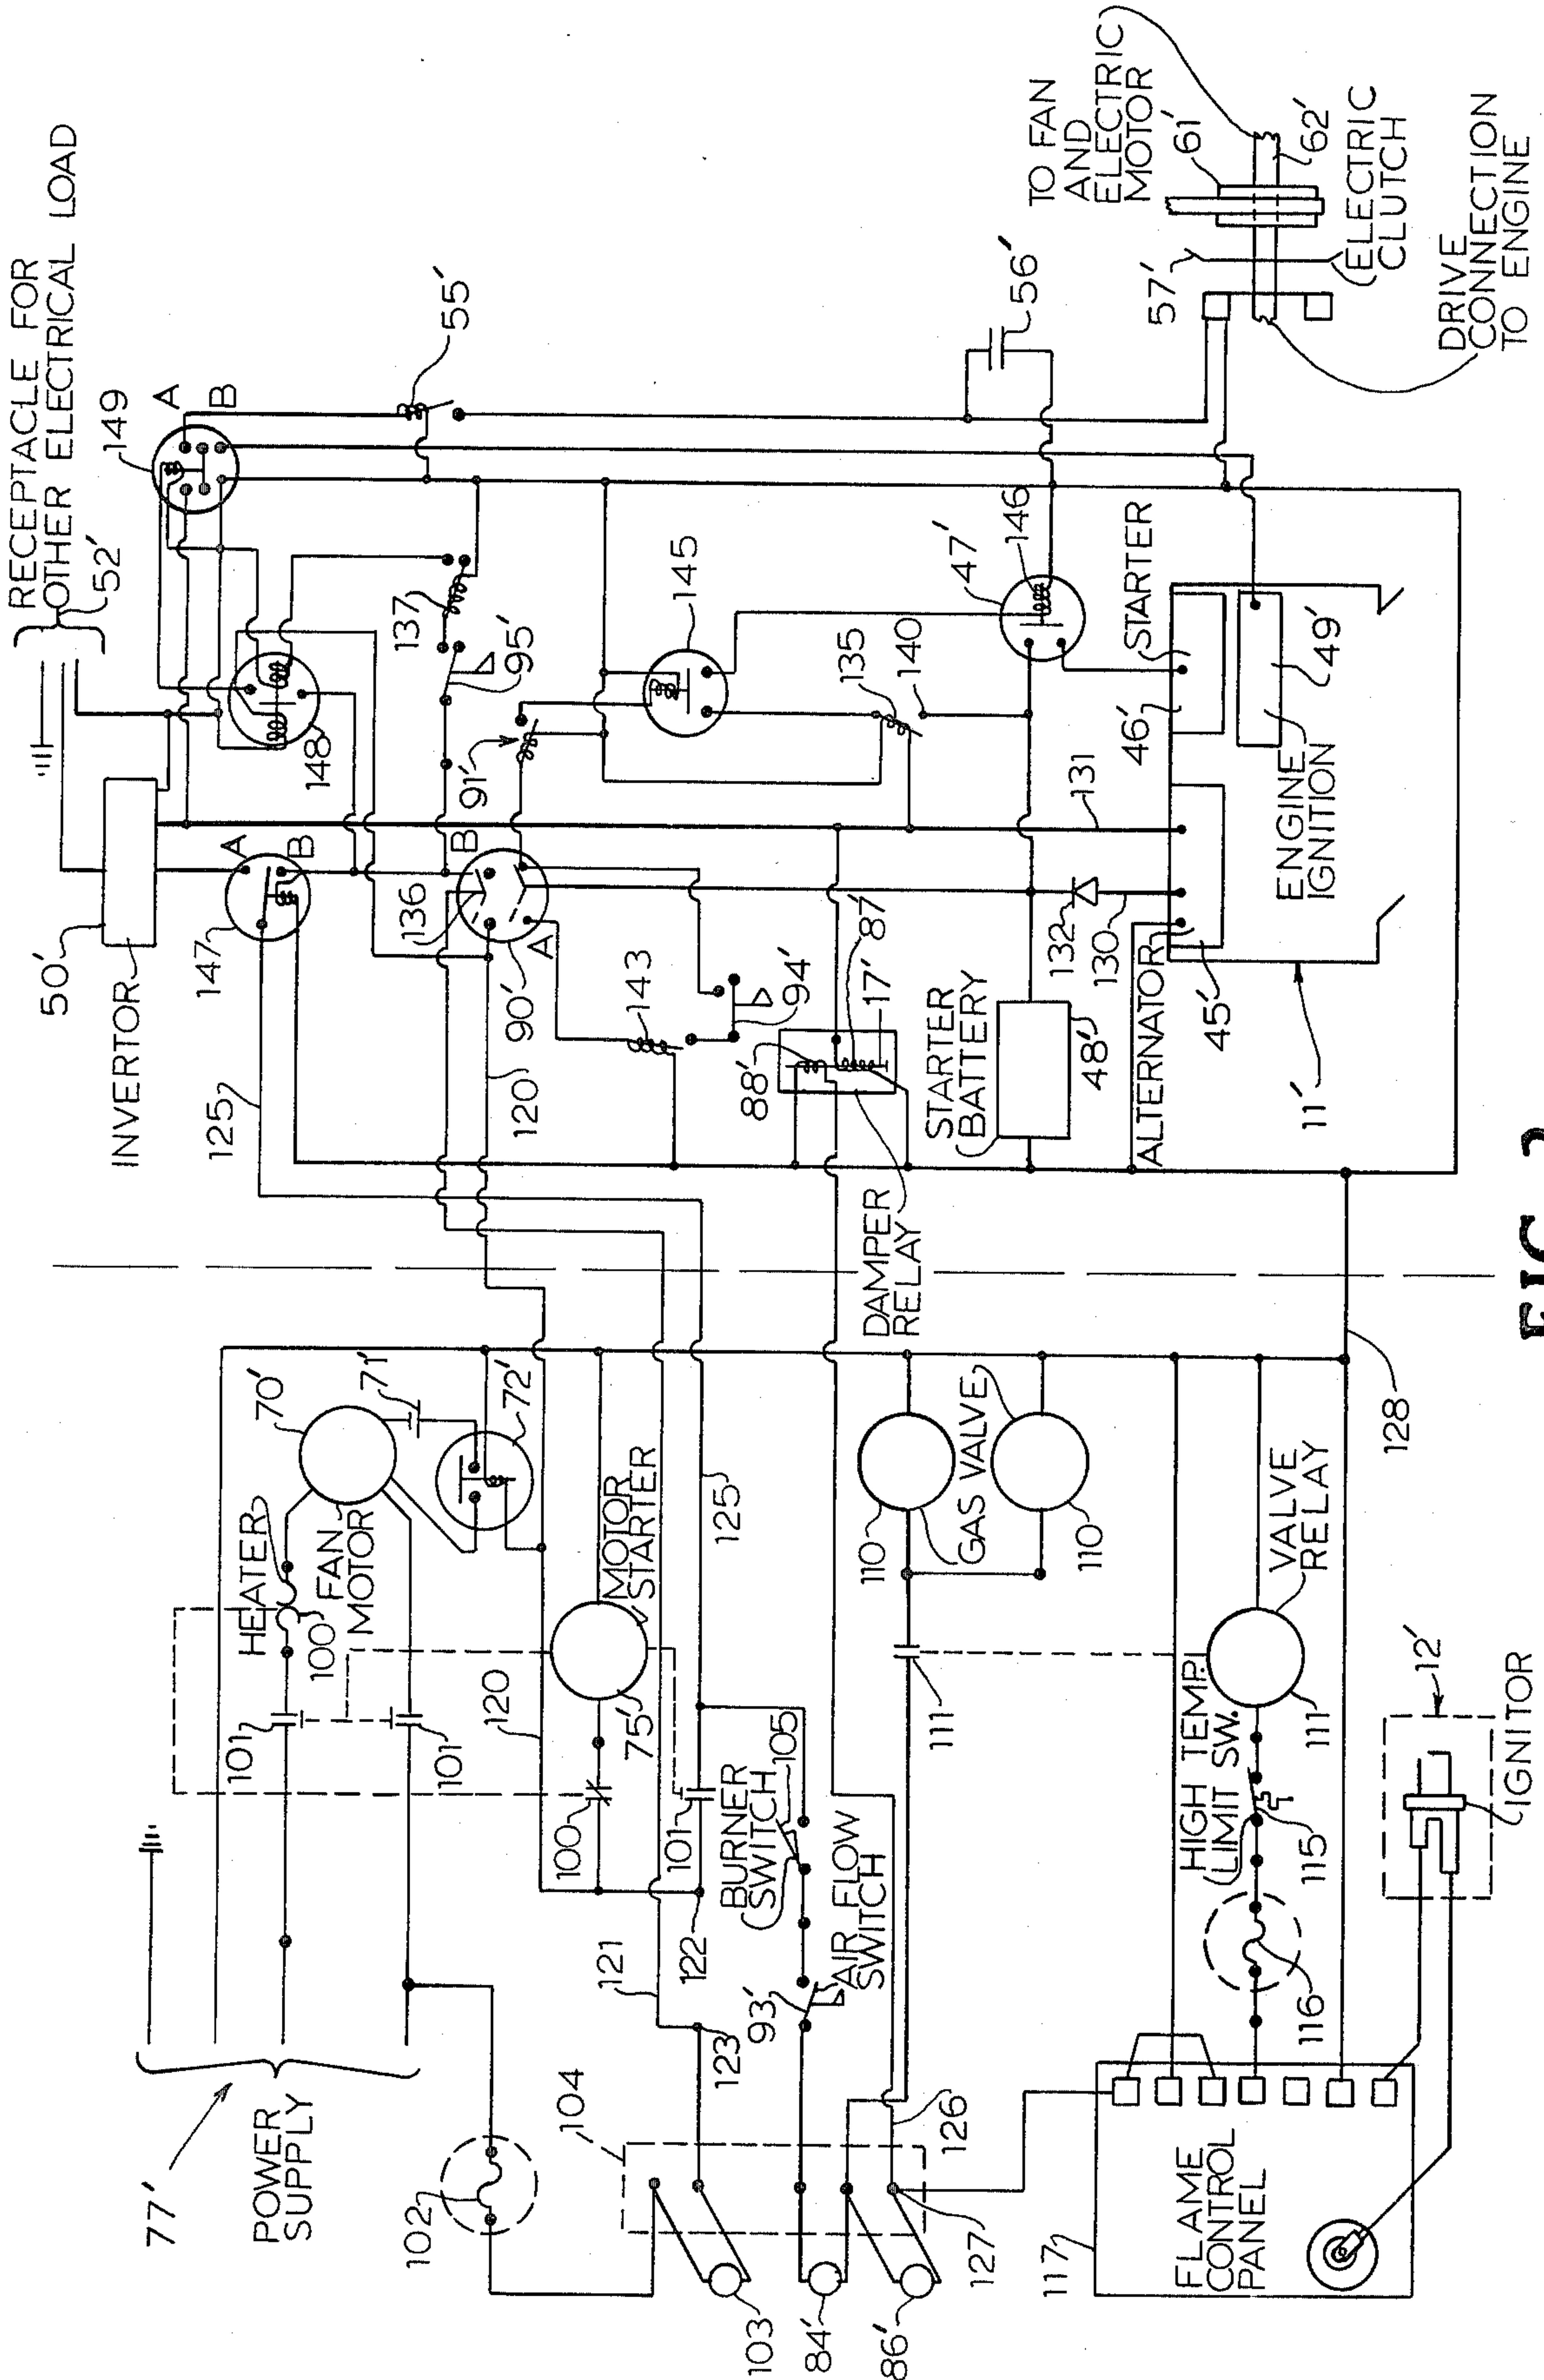 77'
POWER
SUPPLY
102
103
84'
86'
104
123
121
122
93'
AIR FLOW
SWITCH
BURNER
SWITCH
105
126
127
117
FLAME
CONTROL
PANEL
HEATER
100
FAN
MOTOR
70'
71'
72'
101
101
100
101
75'
MOTOR
STARTER
120
125
111
110
GAS VALVE
110
HIGH TEMP.
LIMIT SW.
115
116
111
VALVE
RELAY
12'
IGNITOR
128
RECEPTACLE FOR
OTHER ELECTRICAL LOAD
52'
50'
INVERTOR
125
147
A
B
148
149
A
B
55'
136
B
A
90'
120
91'
95'
137
143
94'
88'
87'
17'
DAMPER
RELAY
145
135
140
47'
146
56'
STARTER
BATTERY
48'
132
130
131
ALTERNATOR
45'
46'
STARTER
49'
ENGINE
IGNITION
11'
TO FAN
AND
ELECTRIC
MOTOR
61'
62'
57'
ELECTRIC
CLUTCH
DRIVE
CONNECTION
TO ENGINE